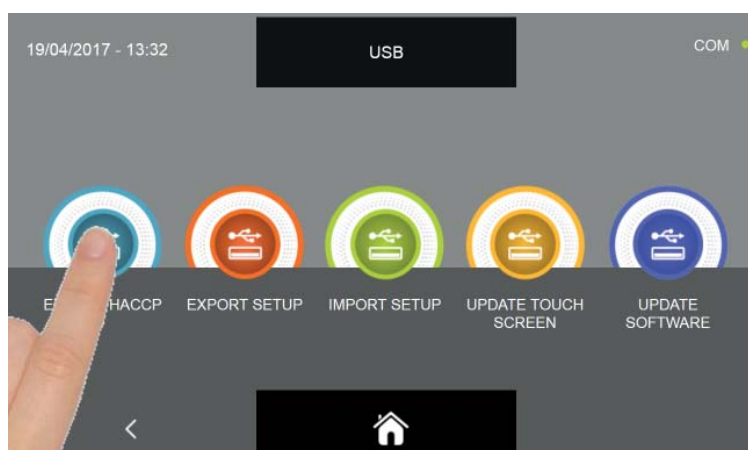 19/04/2017 - 13:32
USB
COM
HACCP
EXPORT SETUP
IMPORT SETUP
UPDATE TOUCH
SCREEN
UPDATE
SOFTWARE